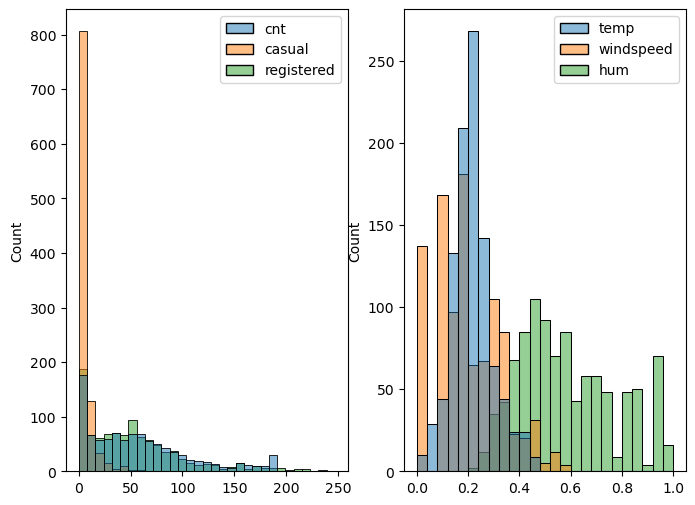 cnt
casual
registered
Count
800
700
600
500
400
300
200
100
0
0 50 100 150 200 250
temp
windspeed
hum
Count
250
200
150
100
50
0
0.0 0.2 0.4 0.6 0.8 1.0